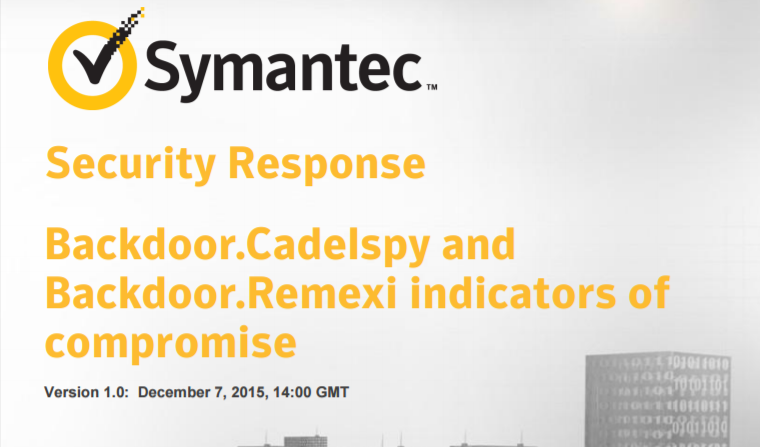 Symantec™
Security Response
Backdoor.Cadelspy and
Backdoor.Remexi indicators of
compromise
Version 1.0: December 7, 2015, 14:00 GMT